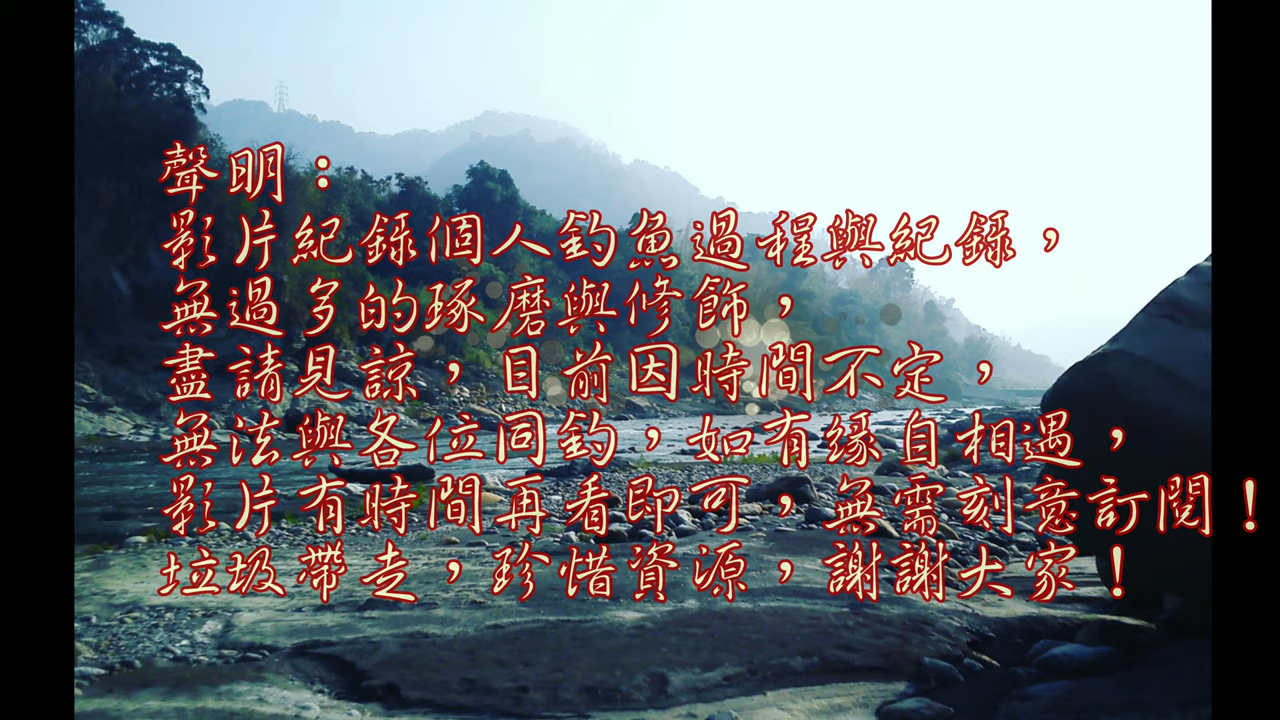 聲明：
影片紀錄個人釣魚過程與紀錄，
無過多的琢磨與修飾，
盡請見諒，目前因時間不定，
無法與各位同釣，如有緣自相遇，
影片有時間再看即可，無需刻意訂閱！
垃圾帶走，珍惜資源，謝謝大家！